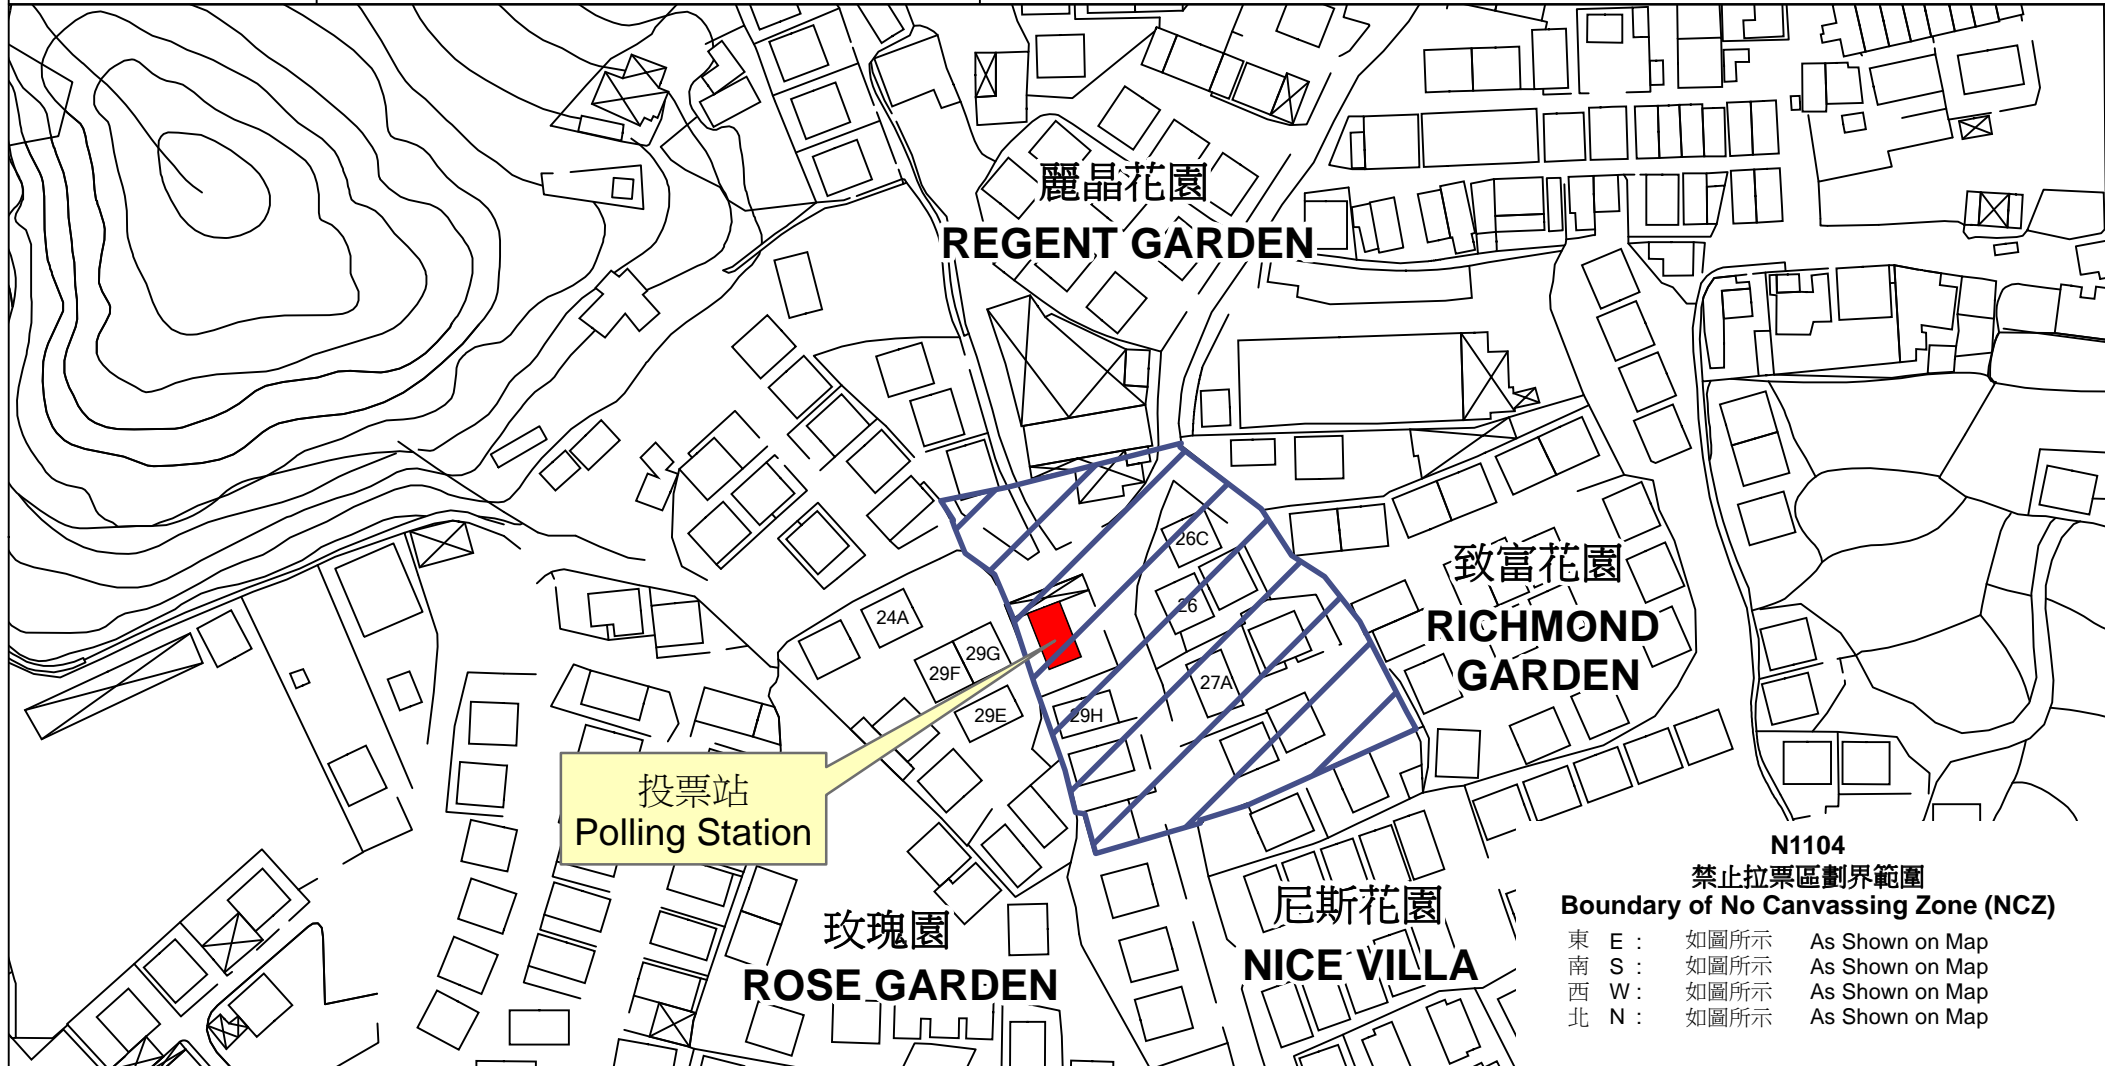 麗晶花園
REGENT GARDEN
26C
致富花園
RICHMOND
GARDEN
26
24A
29G
29F
27A
29E
29H
投票站
Polling Station
玫瑰園
ROSE GARDEN
尼斯花園
NICE VILLA
N1104
禁止拉票區劃界範圍
Boundary of No Canvassing Zone (NCZ)
東 E : 如圖所示 As Shown on Map
南 S : 如圖所示 As Shown on Map
西 W : 如圖所示 As Shown on Map
北 N : 如圖所示 As Shown on Map